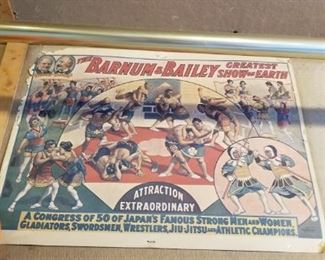 THE BARNUM & BAILEY GREATEST
SHOW ON EARTH
ATTRACTION
EXTRAORDINARY
A CONGRESS OF 50 OF JAPAN'S FAMOUS STRONG MEN AND WOMEN,
GLADIATORS, SWORDSMEN, WRESTLERS, JIU-JITSU AND ATHLETIC CHAMPIONS.